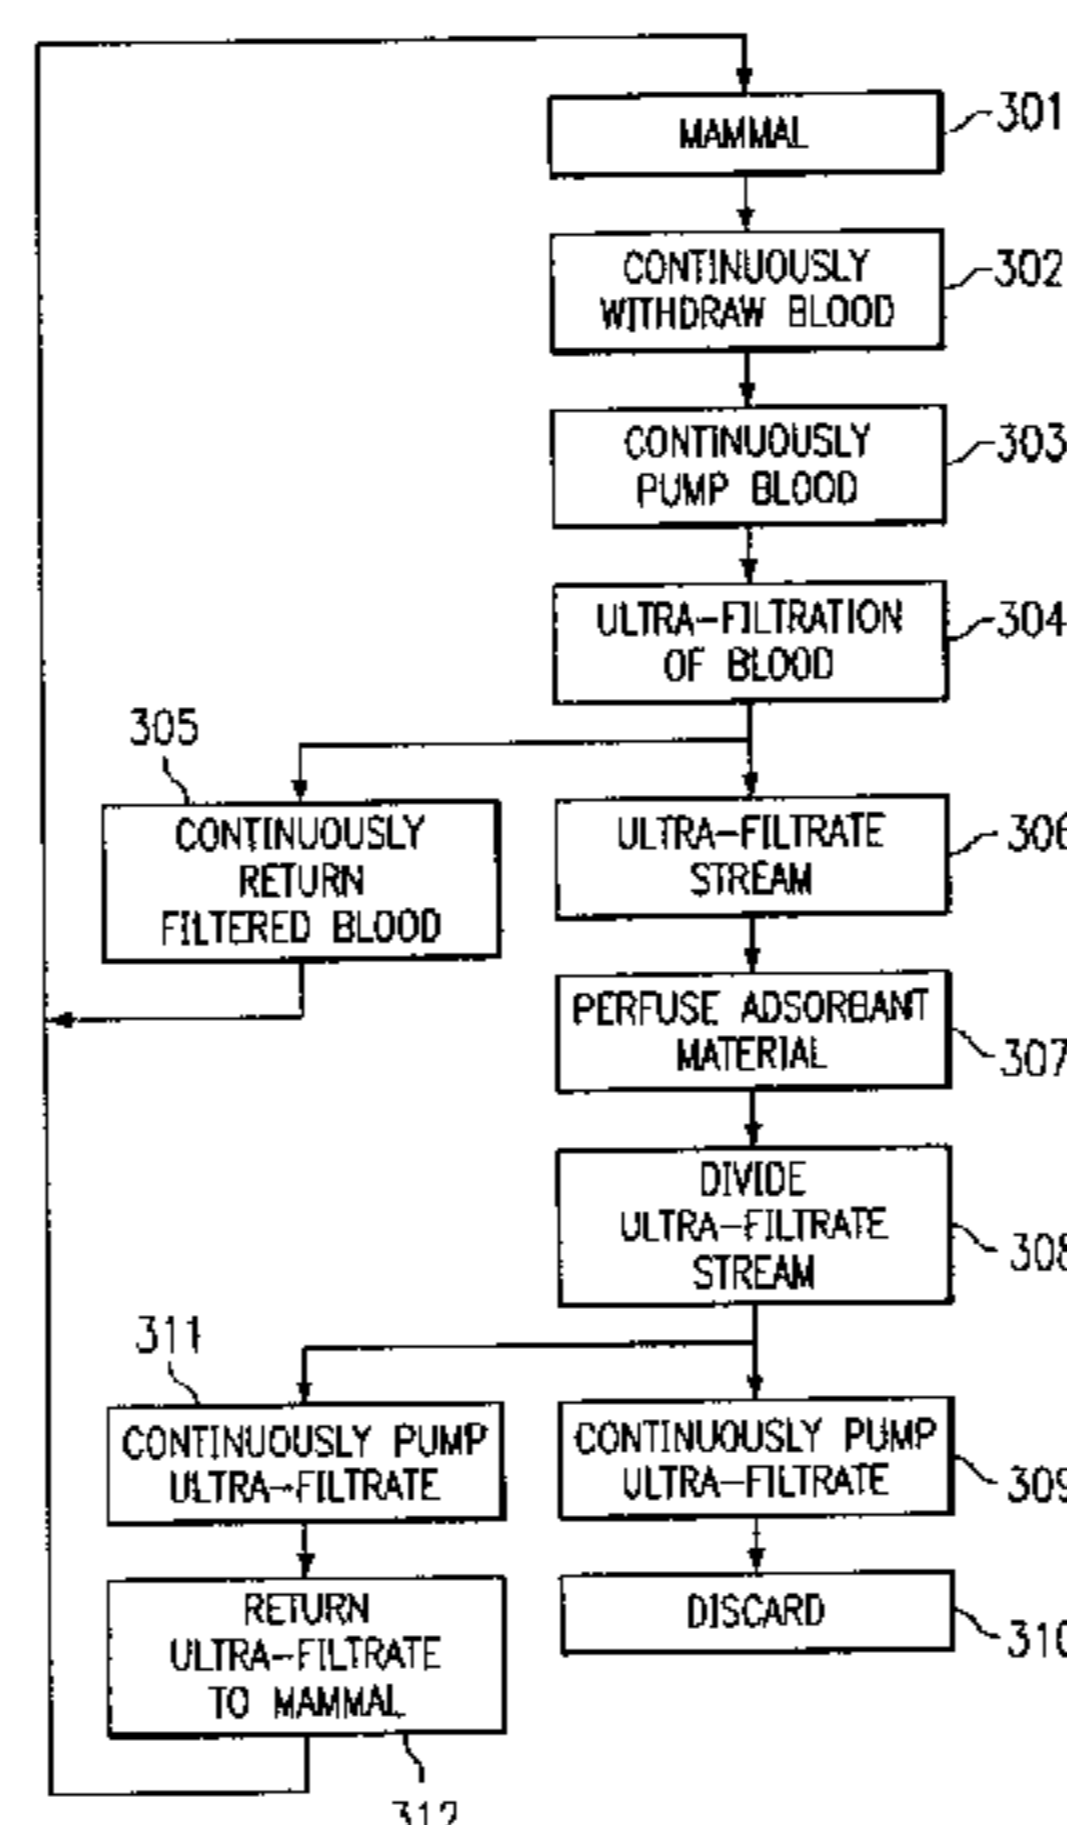 MAMMAL
301
CONTINUOUSLY
WITHDRAW BLOOD
302
CONTINUOUSLY
PUMP BLOOD
303
ULTRA-FILTRATION
OF BLOOD
304
305
CONTINUOUSLY
RETURN
FILTERED BLOOD
ULTRA-FILTRATE
STREAM
306
PERFUSE ADSORBANT
MATERIAL
307
DIVIDE
ULTRA-FILTRATE
STREAM
308
311
CONTINUOUSLY PUMP
ULTRA-FILTRATE
CONTINUOUSLY PUMP
ULTRA-FILTRATE
309
RETURN
ULTRA-FILTRATE
TO MAMMAL
312
DISCARD
310